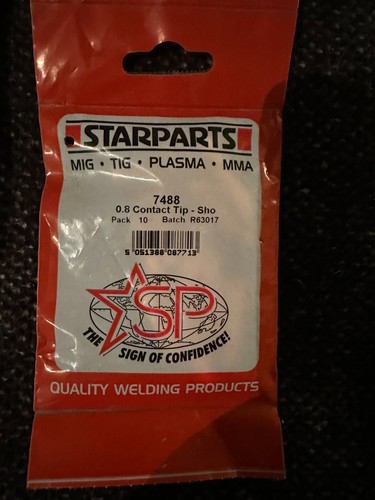 STARPARTS
MIG • TIG • PLASMA • MMA
7488
0.8 Contact Tip - Sho
Pack 10 Batch R63017
5 051388 087713
SP
THE SIGN OF CONFIDENCE!
QUALITY WELDING PRODUCTS